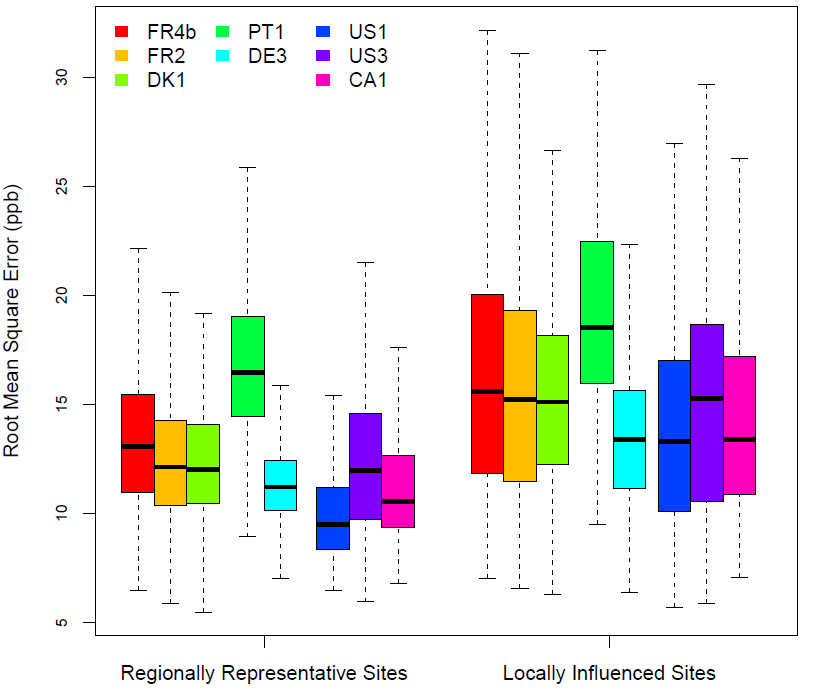 FR4b PT1 US1
FR2 DE3 US3
DK1 CA1
30
25
20
15
10
5
Root Mean Square Error (ppb)
Regionally Representative Sites Locally Influenced Sites